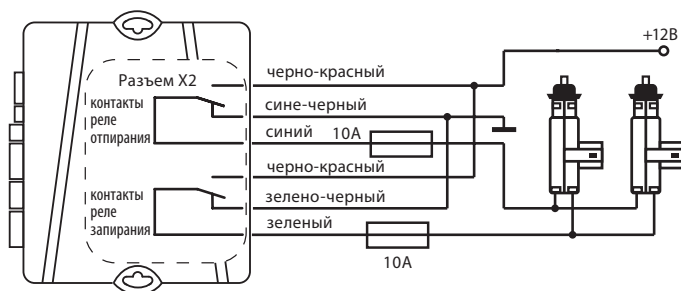 +12В
Разъем X2
черно-красный
контакты
реле
отпирания
сине-черный
синий
10А
черно-красный
контакты
реле
запирания
зелено-черный
зеленый
10А